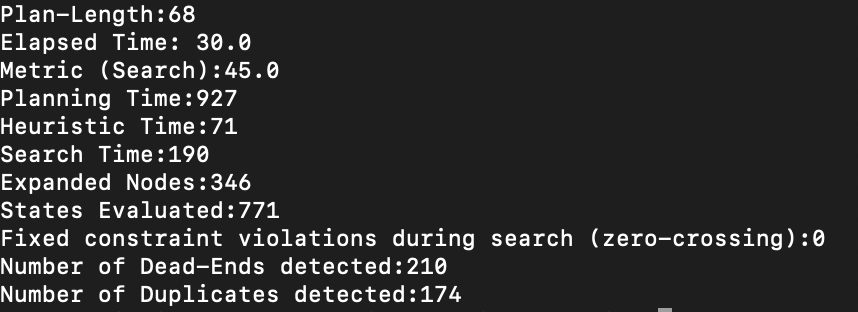 Plan-Length:68
Elapsed Time: 30.0
Metric (Search):45.0
Planning Time:927
Heuristic Time:71
Search Time:190
Expanded Nodes:346
States Evaluated:771
Fixed constraint violations during search (zero-crossing):0
Number of Dead-Ends detected:210
Number of Duplicates detected:174